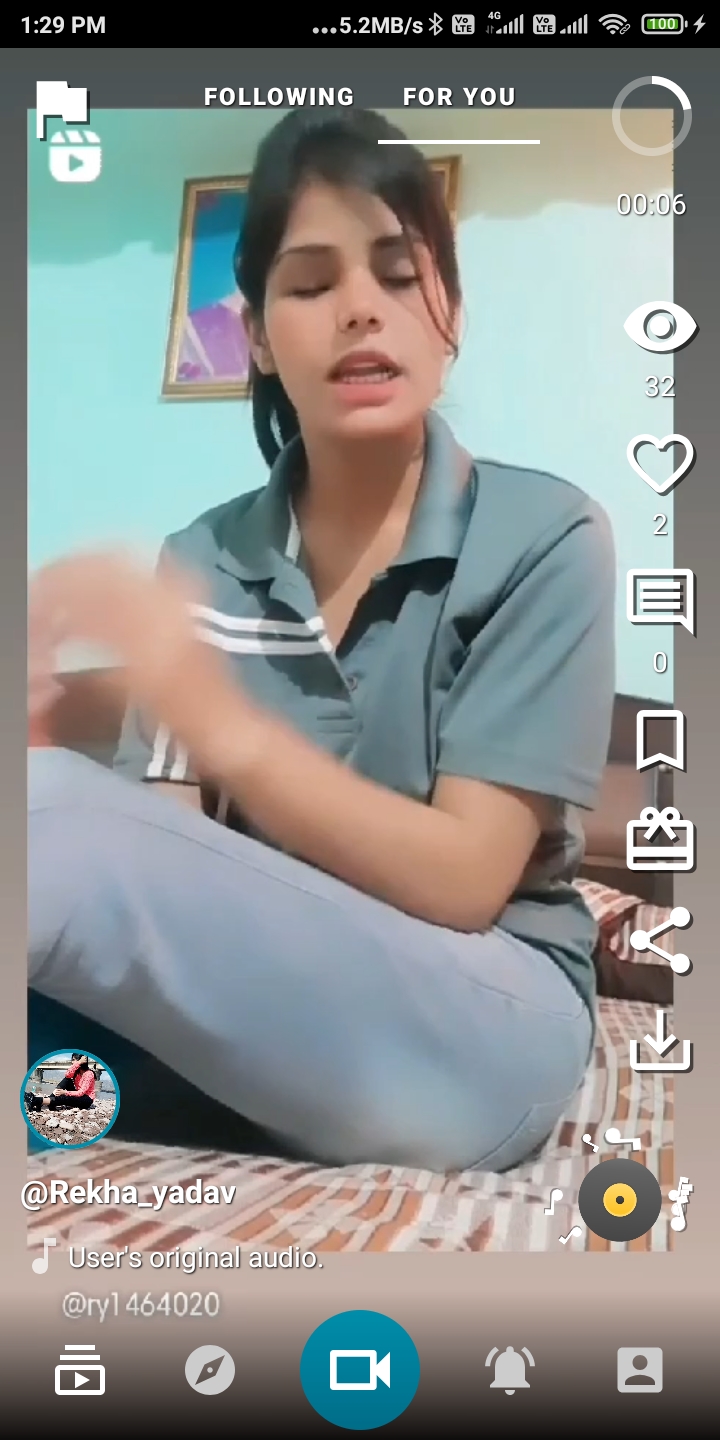 1:29 PM ...5.2MB/s Vo LTE 4G Vo LTE 100
FOLLOWING FOR YOU
00:06
32
2
0
@Rekha_yadav
User's original audio.
@ry1464020